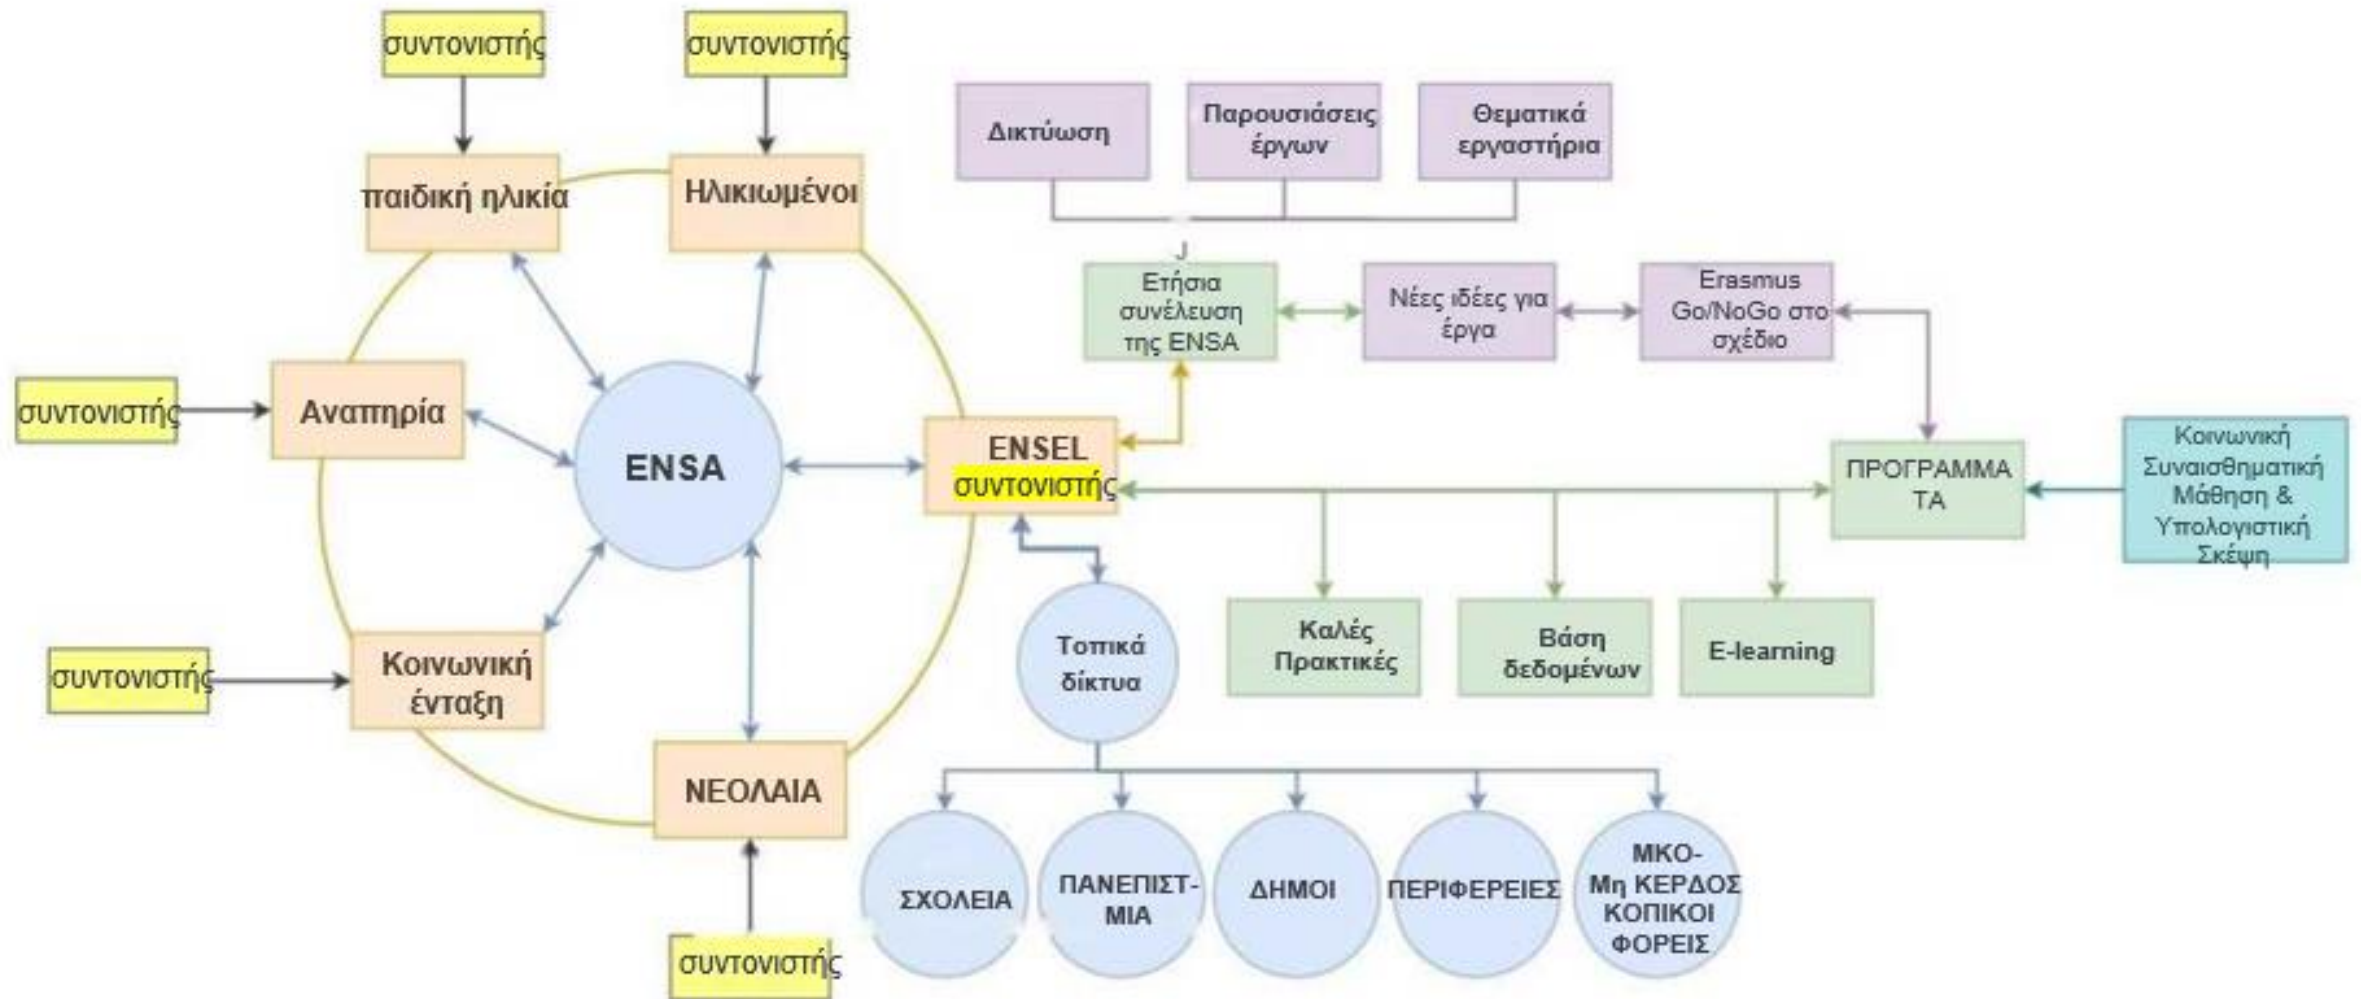 συντονιστής
συντονιστής
Δικτύωση
Παρουσιάσεις
έργων
Θεματικά
εργαστήρια
παιδική ηλικία
Ηλικιωμένοι
Ετήσια
συνέλευση
της ENSA
Νέες ιδέες για
έργα
Erasmus
Go/NoGo στο
σχέδιο
συντονιστής
Αναπηρία
ENSA
ENSEL
συντονιστής
ΠΡΟΓΡΑΜΜΑ
ΤΑ
Κοινωνική
Συναισθηματική
Μάθηση &
Υπολογιστική
Σκέψη
συντονιστής
Κοινωνική
ένταξη
Τοπικά
δίκτυα
Καλές
Πρακτικές
Βάση
δεδομένων
E-learning
ΝΕΟΛΑΙΑ
συντονιστής
ΣΧΟΛΕΙΑ
ΠΑΝΕΠΙΣΤ-
ΜΙΑ
ΔΗΜΟΙ
ΠΕΡΙΦΕΡΕΙΕΣ
ΜΚΟ-
Μη ΚΕΡΔΟΣ
ΚΟΠΙΚΟΙ
ΦΟΡΕΙΣ